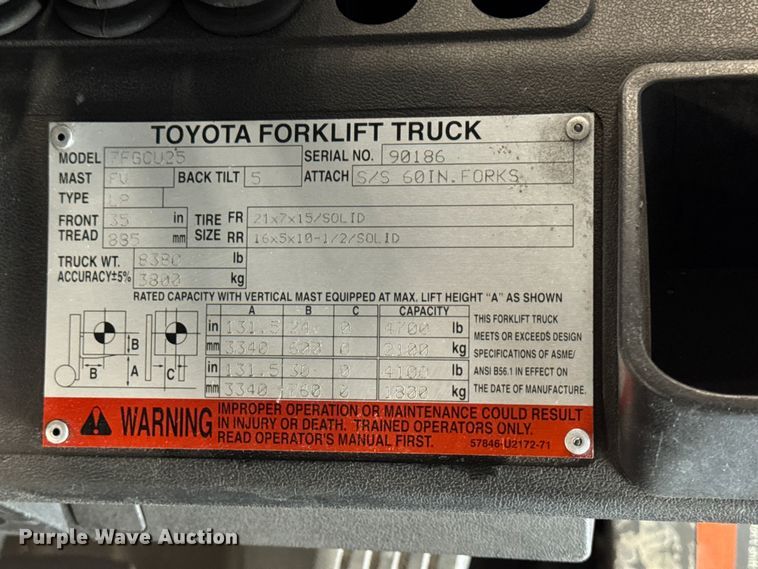 TOYOTA FORKLIFT TRUCK
MODEL 7FGCU25 SERIAL NO. 90186
MAST FV BACK TILT 5 ATTACH S/S 60IN.FORKS
TYPE LP
FRONT TREAD 35 in 885 mm
TIRE SIZE FR 21x7x15/SOLID
RR 16x5x10-1/2/SOLID
TRUCK WT. 8380 lb
ACCURACY±5% 3800 kg
RATED CAPACITY WITH VERTICAL MAST EQUIPPED AT MAX. LIFT HEIGHT "A" AS SHOWN
A B C CAPACITY
in 131.5 24 0 4700 lb
mm 3340 600 0 2100 kg
in 131.5 30 0 4100 lb
mm 3340 760 0 1800 kg
B
B A C
THIS FORKLIFT TRUCK
MEETS OR EXCEEDS DESIGN
SPECIFICATIONS OF ASME/
ANSI B56.1 IN EFFECT ON
THE DATE OF MANUFACTURE.
WARNING
IMPROPER OPERATION OR MAINTENANCE COULD RESULT
IN INJURY OR DEATH. TRAINED OPERATORS ONLY.
READ OPERATOR'S MANUAL FIRST.
57846-U2172-71
Purple Wave Auction